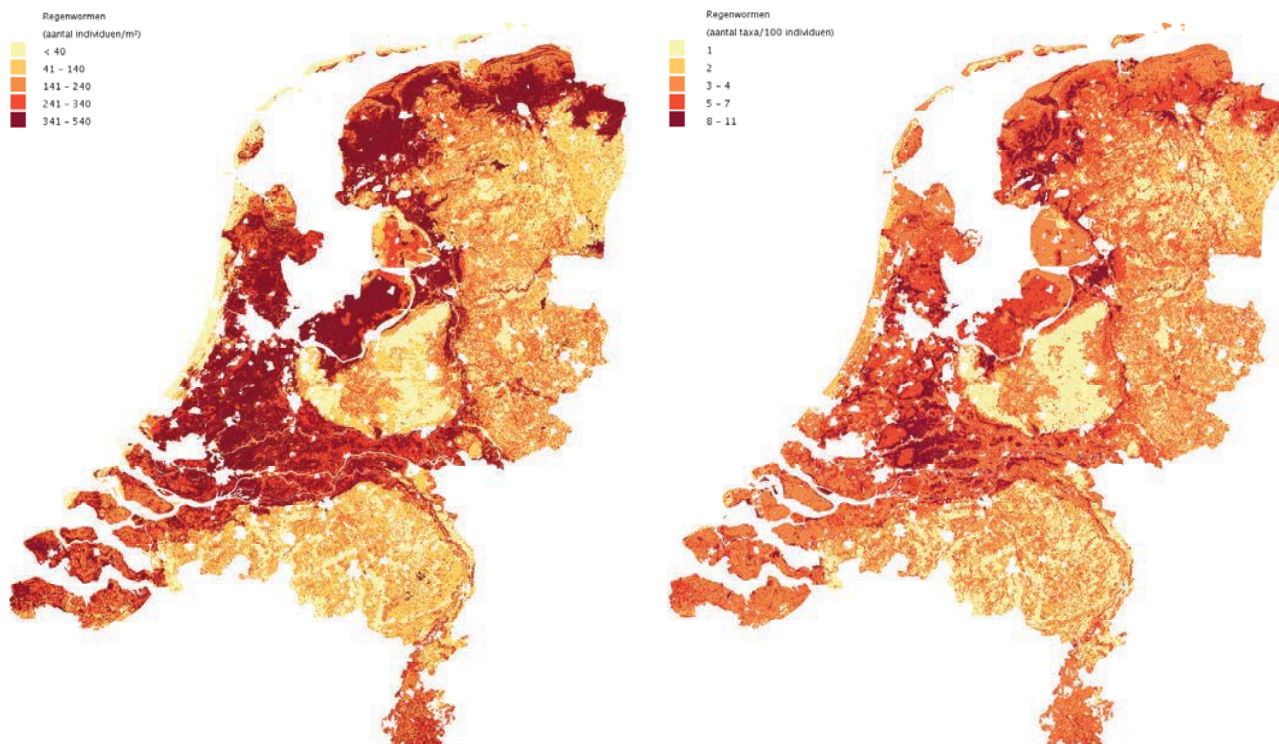 Regenwormen
(aantal individuen/m²)
< 40
41 – 140
141 – 240
241 – 340
341 – 540
Regenwormen
(aantal taxa/100 individuen)
1
2
3 – 4
5 – 7
8 – 11